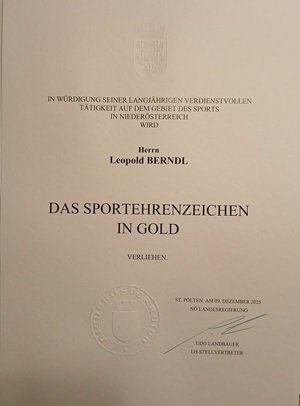 IN WÜRDIGUNG SEINER LANGJÄHRIGEN VERDIENSTVOLLEN
TÄTIGKEIT AUF DEM GEBIET DES SPORTS
IN NIEDERÖSTERREICH
WIRD
Herrn
Leopold BERNDL
DAS SPORTEHRENZEICHEN
IN GOLD
VERLIEHEN.
ST. PÖLTEN, AM 09. DEZEMBER 2025
NÖ LANDESREGIERUNG
UDO LANDBAUER
LH-STELLVERTRETER